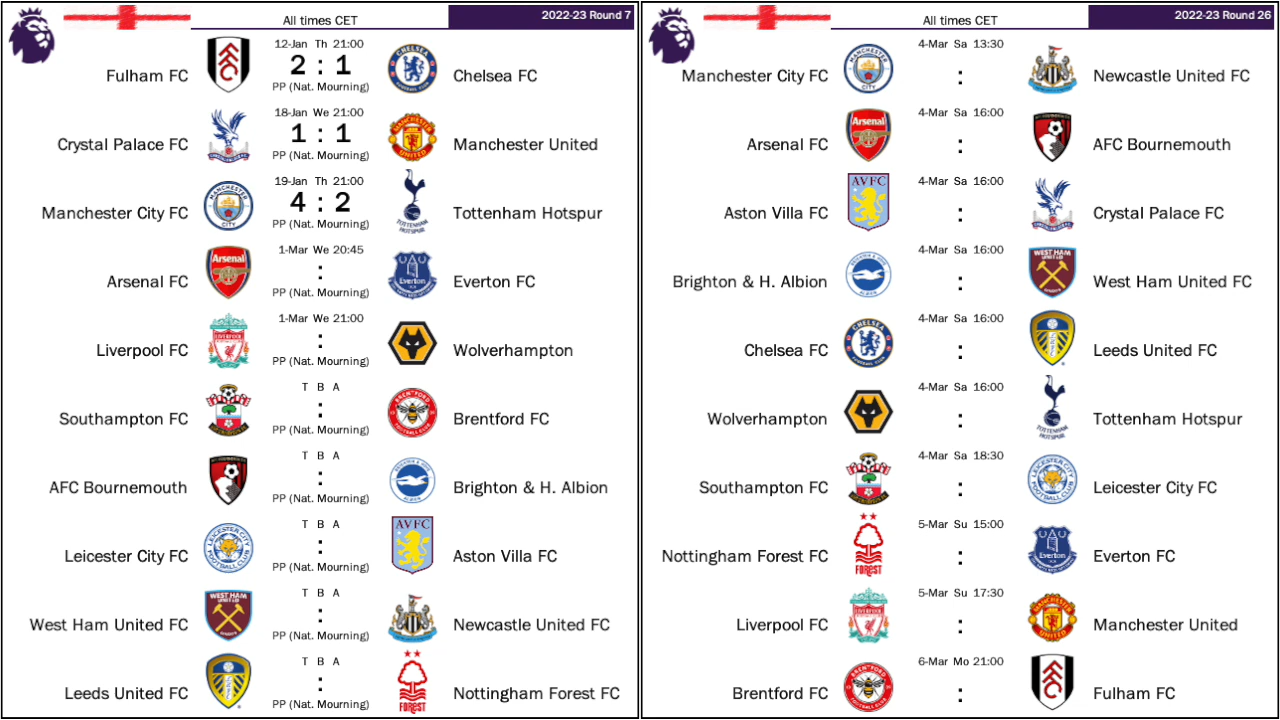 All times CET
2022-23 Round 7
12-Jan Th 21:00
Fulham FC 2 : 1 Chelsea FC
PP (Nat. Mourning)
18-Jan We 21:00
Crystal Palace FC 1 : 1 Manchester United
PP (Nat. Mourning)
19-Jan Th 21:00
Manchester City FC 4 : 2 Tottenham Hotspur
PP (Nat. Mourning)
1-Mar We 20:45
Arsenal FC : Everton FC
PP (Nat. Mourning)
1-Mar We 21:00
Liverpool FC : Wolverhampton
PP (Nat. Mourning)
T B A
Southampton FC : Brentford FC
PP (Nat. Mourning)
T B A
AFC Bournemouth : Brighton & H. Albion
PP (Nat. Mourning)
T B A
Leicester City FC : Aston Villa FC
PP (Nat. Mourning)
T B A
West Ham United FC : Newcastle United FC
PP (Nat. Mourning)
T B A
Leeds United FC : Nottingham Forest FC
PP (Nat. Mourning)
All times CET
2022-23 Round 26
4-Mar Sa 13:30
Manchester City FC : Newcastle United FC
4-Mar Sa 16:00
Arsenal FC : AFC Bournemouth
4-Mar Sa 16:00
Aston Villa FC : Crystal Palace FC
4-Mar Sa 16:00
Brighton & H. Albion : West Ham United FC
4-Mar Sa 16:00
Chelsea FC : Leeds United FC
4-Mar Sa 16:00
Wolverhampton : Tottenham Hotspur
4-Mar Sa 18:30
Southampton FC : Leicester City FC
5-Mar Su 15:00
Nottingham Forest FC : Everton FC
5-Mar Su 17:30
Liverpool FC : Manchester United
6-Mar Mo 21:00
Brentford FC : Fulham FC